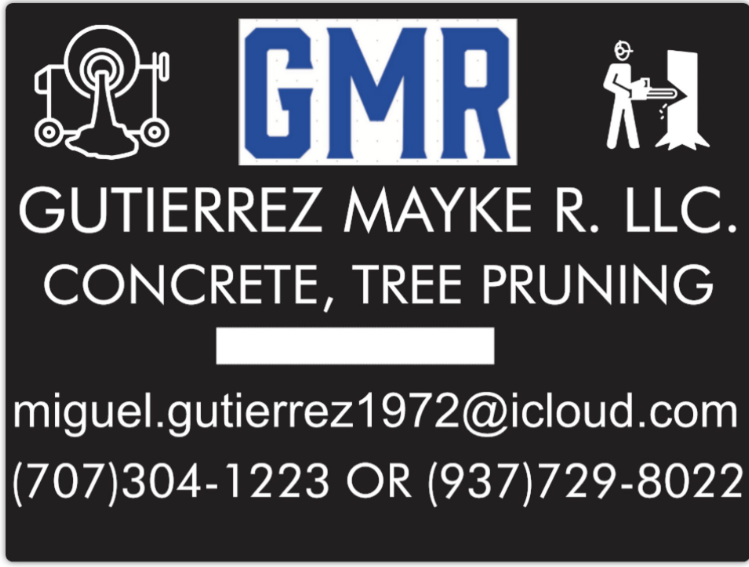 GMR
GUTIERREZ MAYKE R. LLC.
CONCRETE, TREE PRUNING
miguel.gutierrez1972@icloud.com
(707)304-1223 OR (937)729-8022